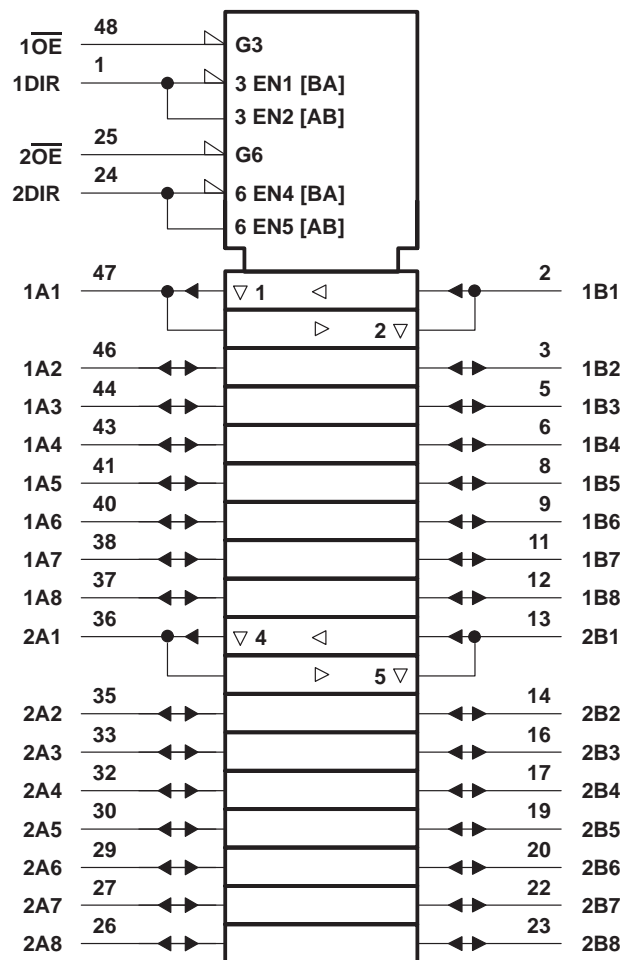 1O̅E̅ 48 G3
1DIR 1 3 EN1 [BA]
3 EN2 [AB]
2O̅E̅ 25 G6
2DIR 24 6 EN4 [BA]
6 EN5 [AB]
1A1 47 ▽ 1 ◁ 2 1B1
▷ 2 ▽
1A2 46 3 1B2
1A3 44 5 1B3
1A4 43 6 1B4
1A5 41 8 1B5
1A6 40 9 1B6
1A7 38 11 1B7
1A8 37 12 1B8
2A1 36 ▽ 4 ◁ 13 2B1
▷ 5 ▽
2A2 35 14 2B2
2A3 33 16 2B3
2A4 32 17 2B4
2A5 30 19 2B5
2A6 29 20 2B6
2A7 27 22 2B7
2A8 26 23 2B8